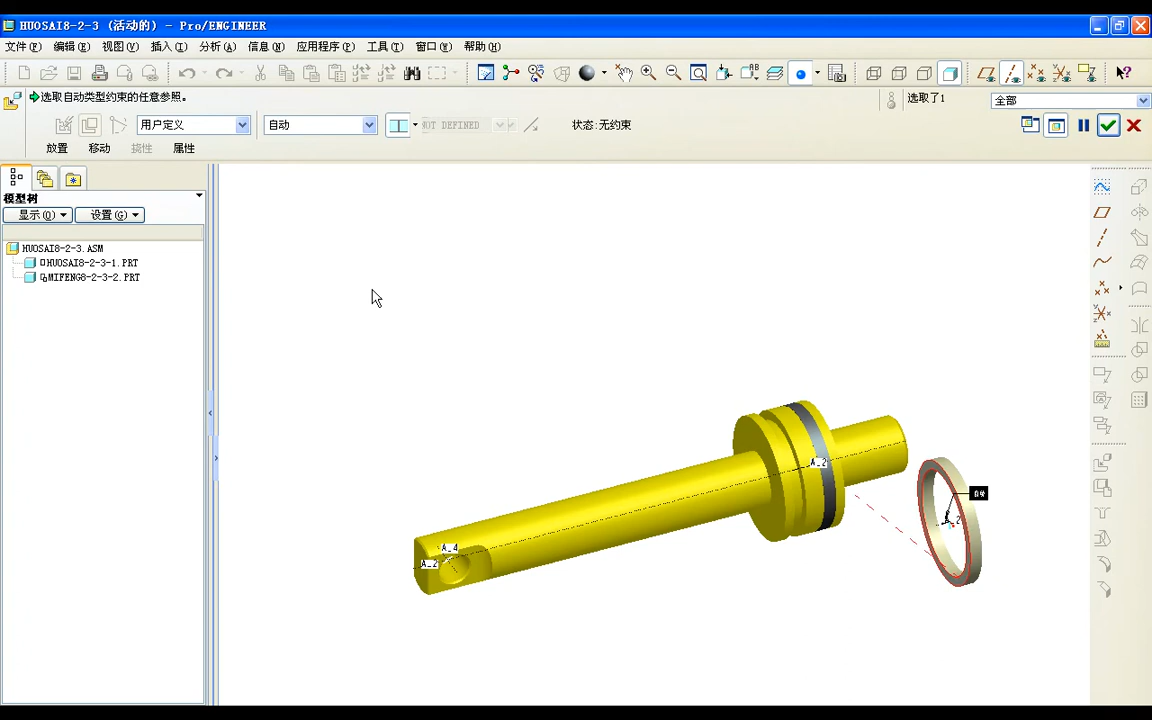 HUOSAI8-2-3 (活动的) - Pro/ENGINEER
文件(F) 编辑(E) 视图(V) 插入(I) 分析(A) 信息(N) 应用程序(P) 工具(T) 窗口(W) 帮助(H)
选取自动类型约束的任意参照。
选取了1
全部
用户定义
自动
NOT DEFINED
状态:无约束
放置 移动 挠性 属性
模型树
显示(O) 设置(G)
HUOSAI8-2-3.ASM
HUOSAI8-2-3-1.PRT
MIFENG8-2-3-2.PRT
A_2
自动
A_2
A_4
A_2